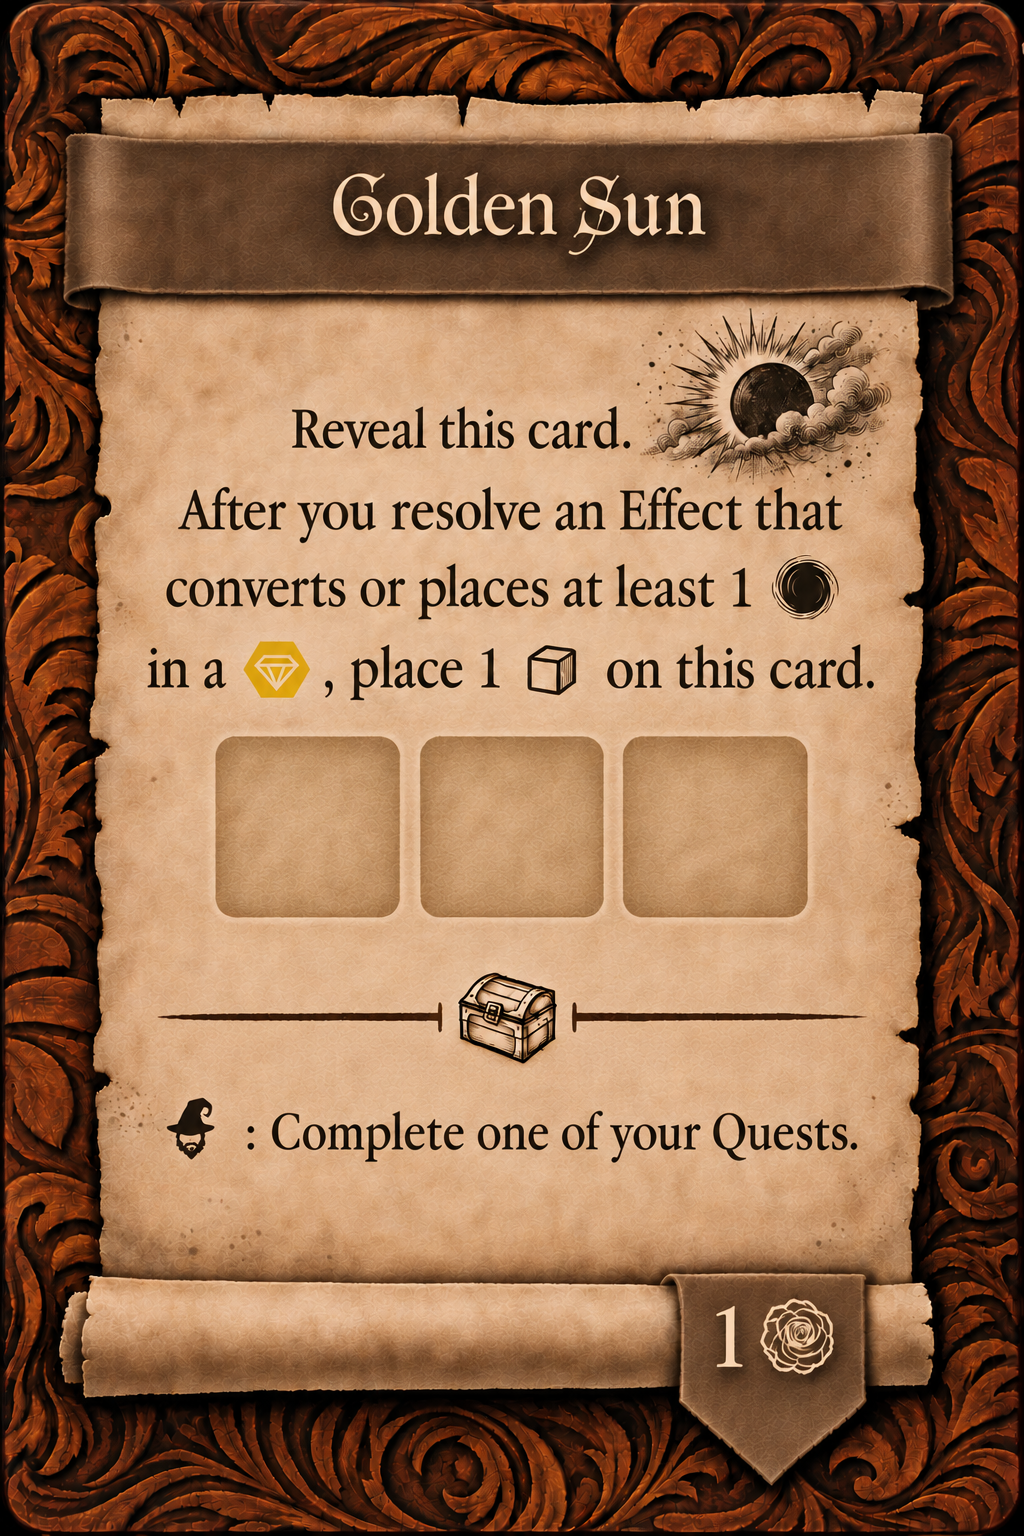 Golden Sun
Reveal this card.
After you resolve an Effect that
converts or places at least 1
in a , place 1 on this card.
: Complete one of your Quests.
1